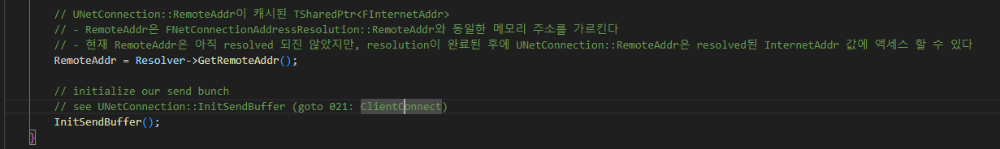 // UNetConnection::RemoteAddr이 캐시된 TSharedPtr<FInternetAddr>
// - RemoteAddr은 FNetConnectionAddressResolution::RemoteAddr와 동일한 메모리 주소를 가르킨다
// - 현재 RemoteAddr은 아직 resolved 되진 않았지만, resolution이 완료된 후에 UNetConnection::RemoteAddr은 resolved된 InternetAddr 값에 액세스 할 수 있다
RemoteAddr = Resolver->GetRemoteAddr();
// initialize our send bunch
// see UNetConnection::InitSendBuffer (goto 021: ClientConnect)
InitSendBuffer();
}